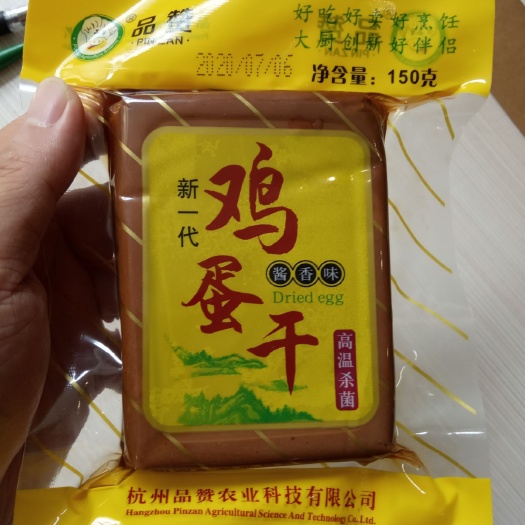 品赞
PINZAN
好吃好卖好烹饪
大厨创新好伴侣
2020/07/06
净含量：150克
新一代
鸡蛋干
酱香味
Dried egg
高温杀菌
杭州品赞农业科技有限公司
Hangzhou Pinzan Agricultural Science And Technology Co. Ltd.